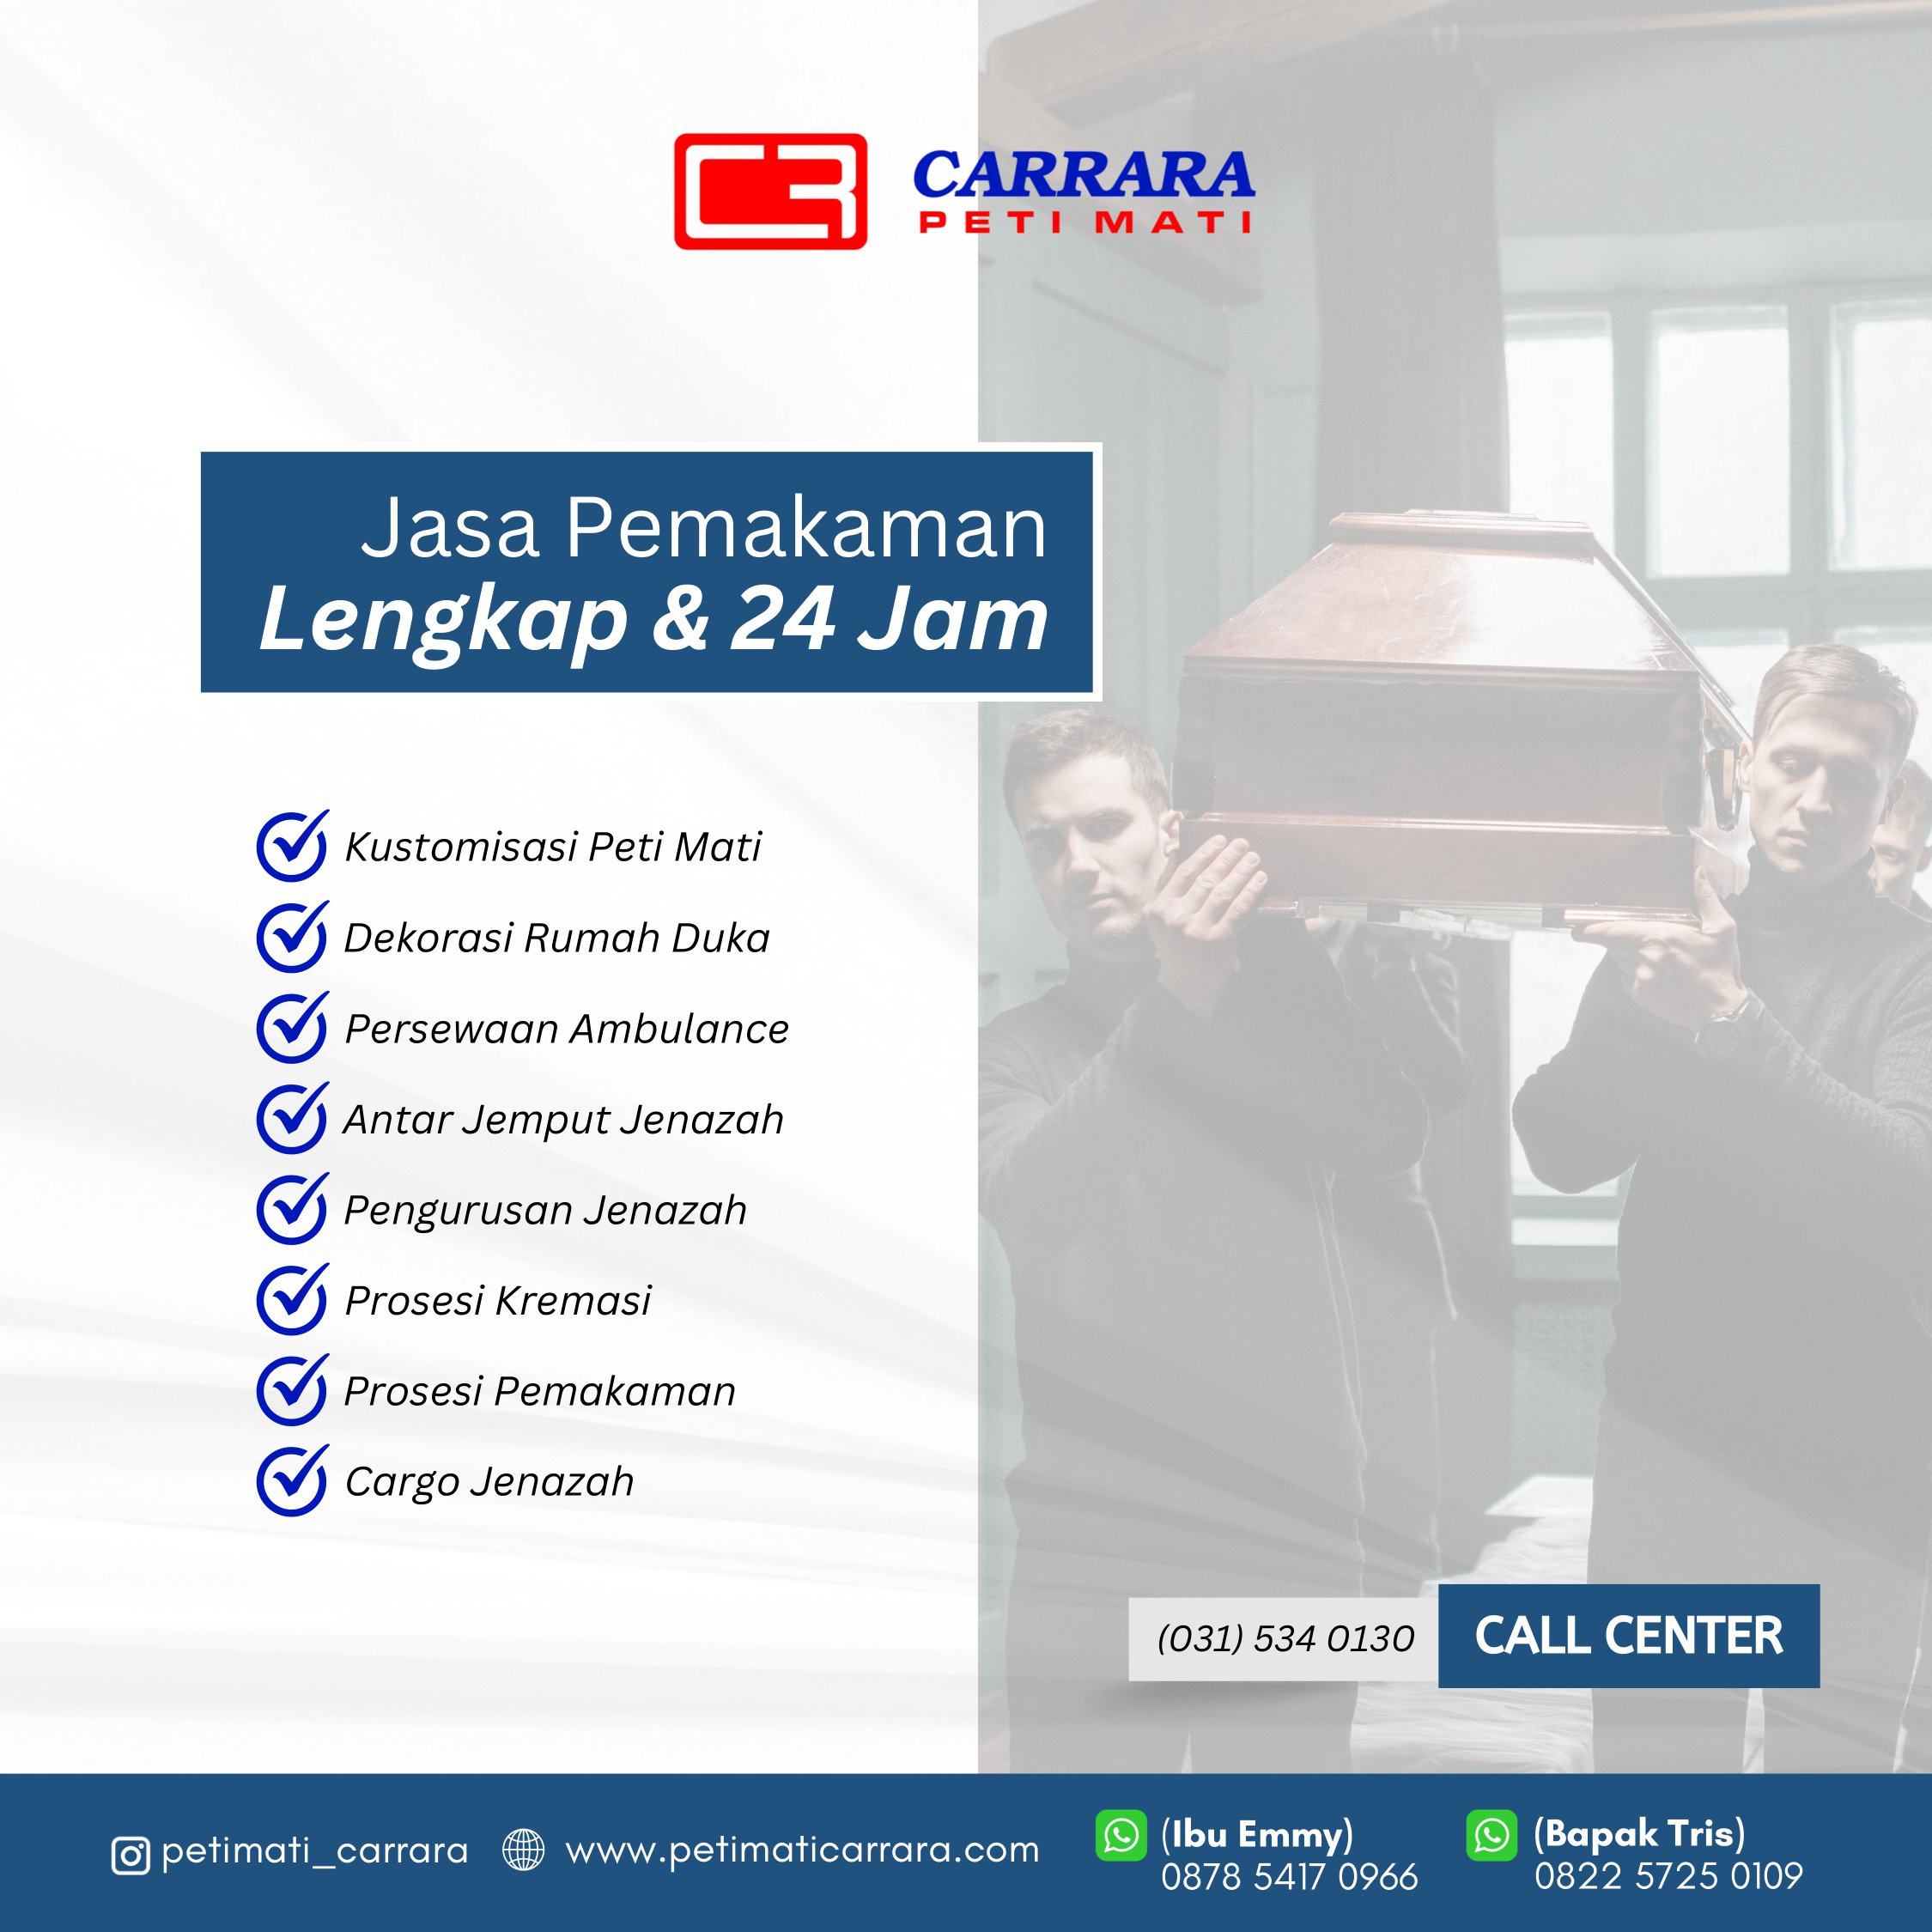 CARRARA
PETI MATI
Jasa Pemakaman
Lengkap & 24 Jam
Kustomisasi Peti Mati
Dekorasi Rumah Duka
Persewaan Ambulance
Antar Jemput Jenazah
Pengurusan Jenazah
Prosesi Kremasi
Prosesi Pemakaman
Cargo Jenazah
(031) 534 0130
CALL CENTER
petimati_carrara
www.petimaticarrara.com
(Ibu Emmy)
0878 5417 0966
(Bapak Tris)
0822 5725 0109